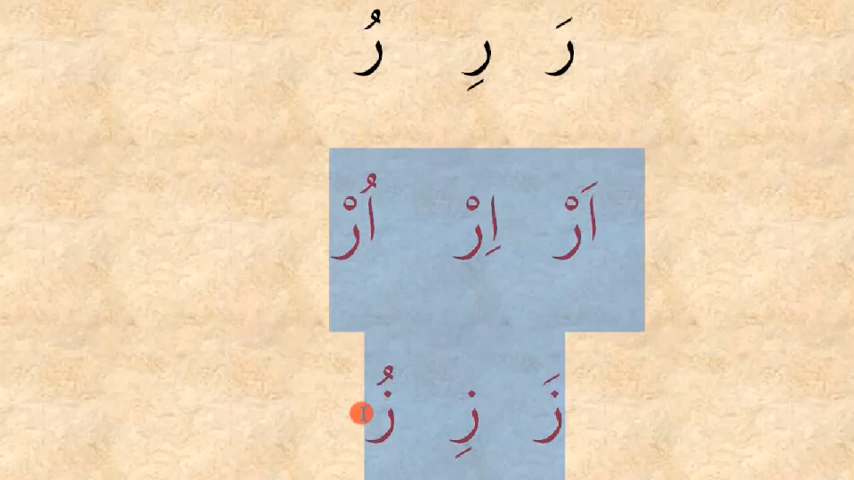 رَ رِ رُ
اَرْ اِرْ اُرْ
زَ زِ زُ